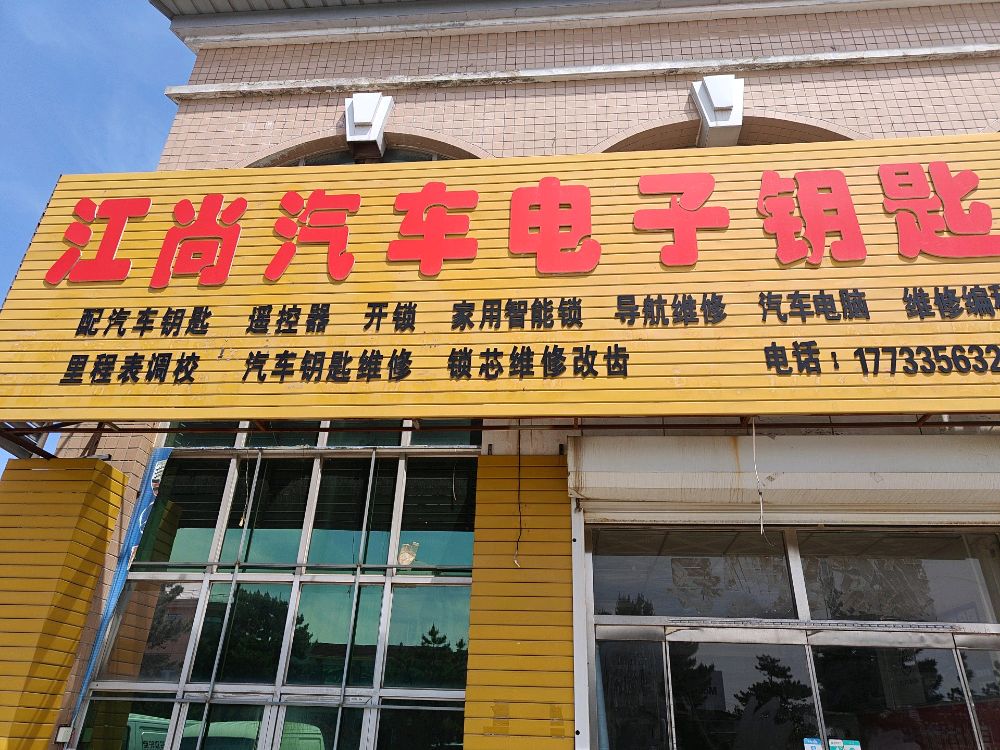 江尚汽车电子钥匙
配汽车钥匙 遥控器 开锁 家用智能锁 导航维修 汽车电脑 维修编程
里程表调校 汽车钥匙维修 锁芯维修改齿 电话：177335632